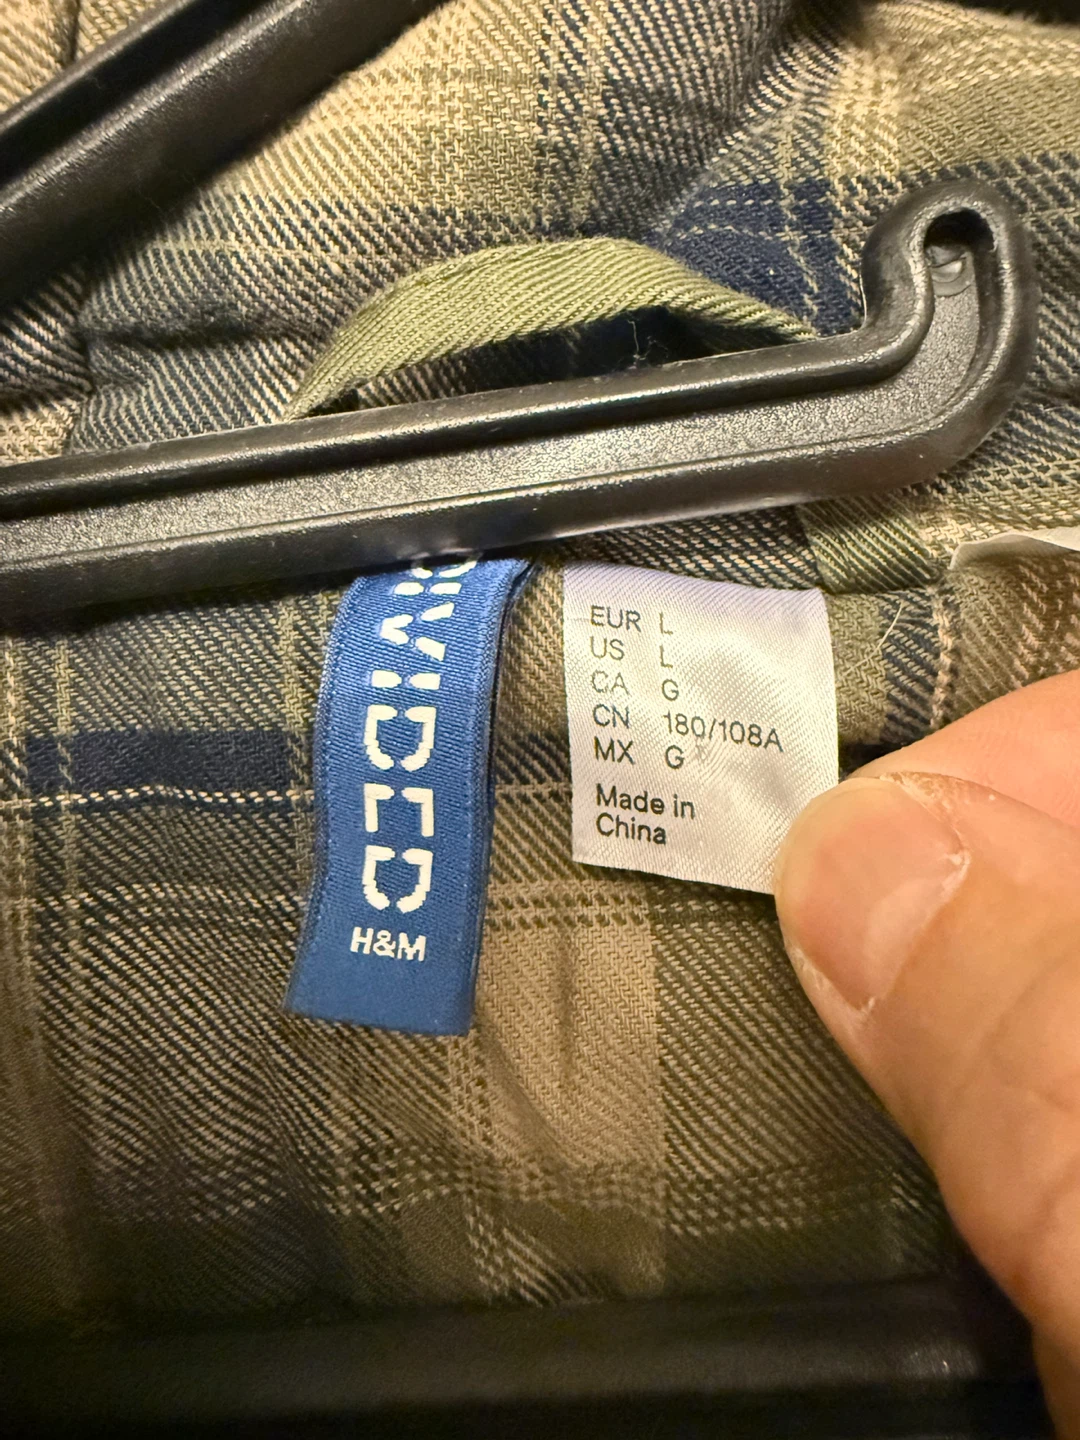 DIVIDED
H&M
EUR L
US L
CA G
CN 180/108A
MX G
Made in
China